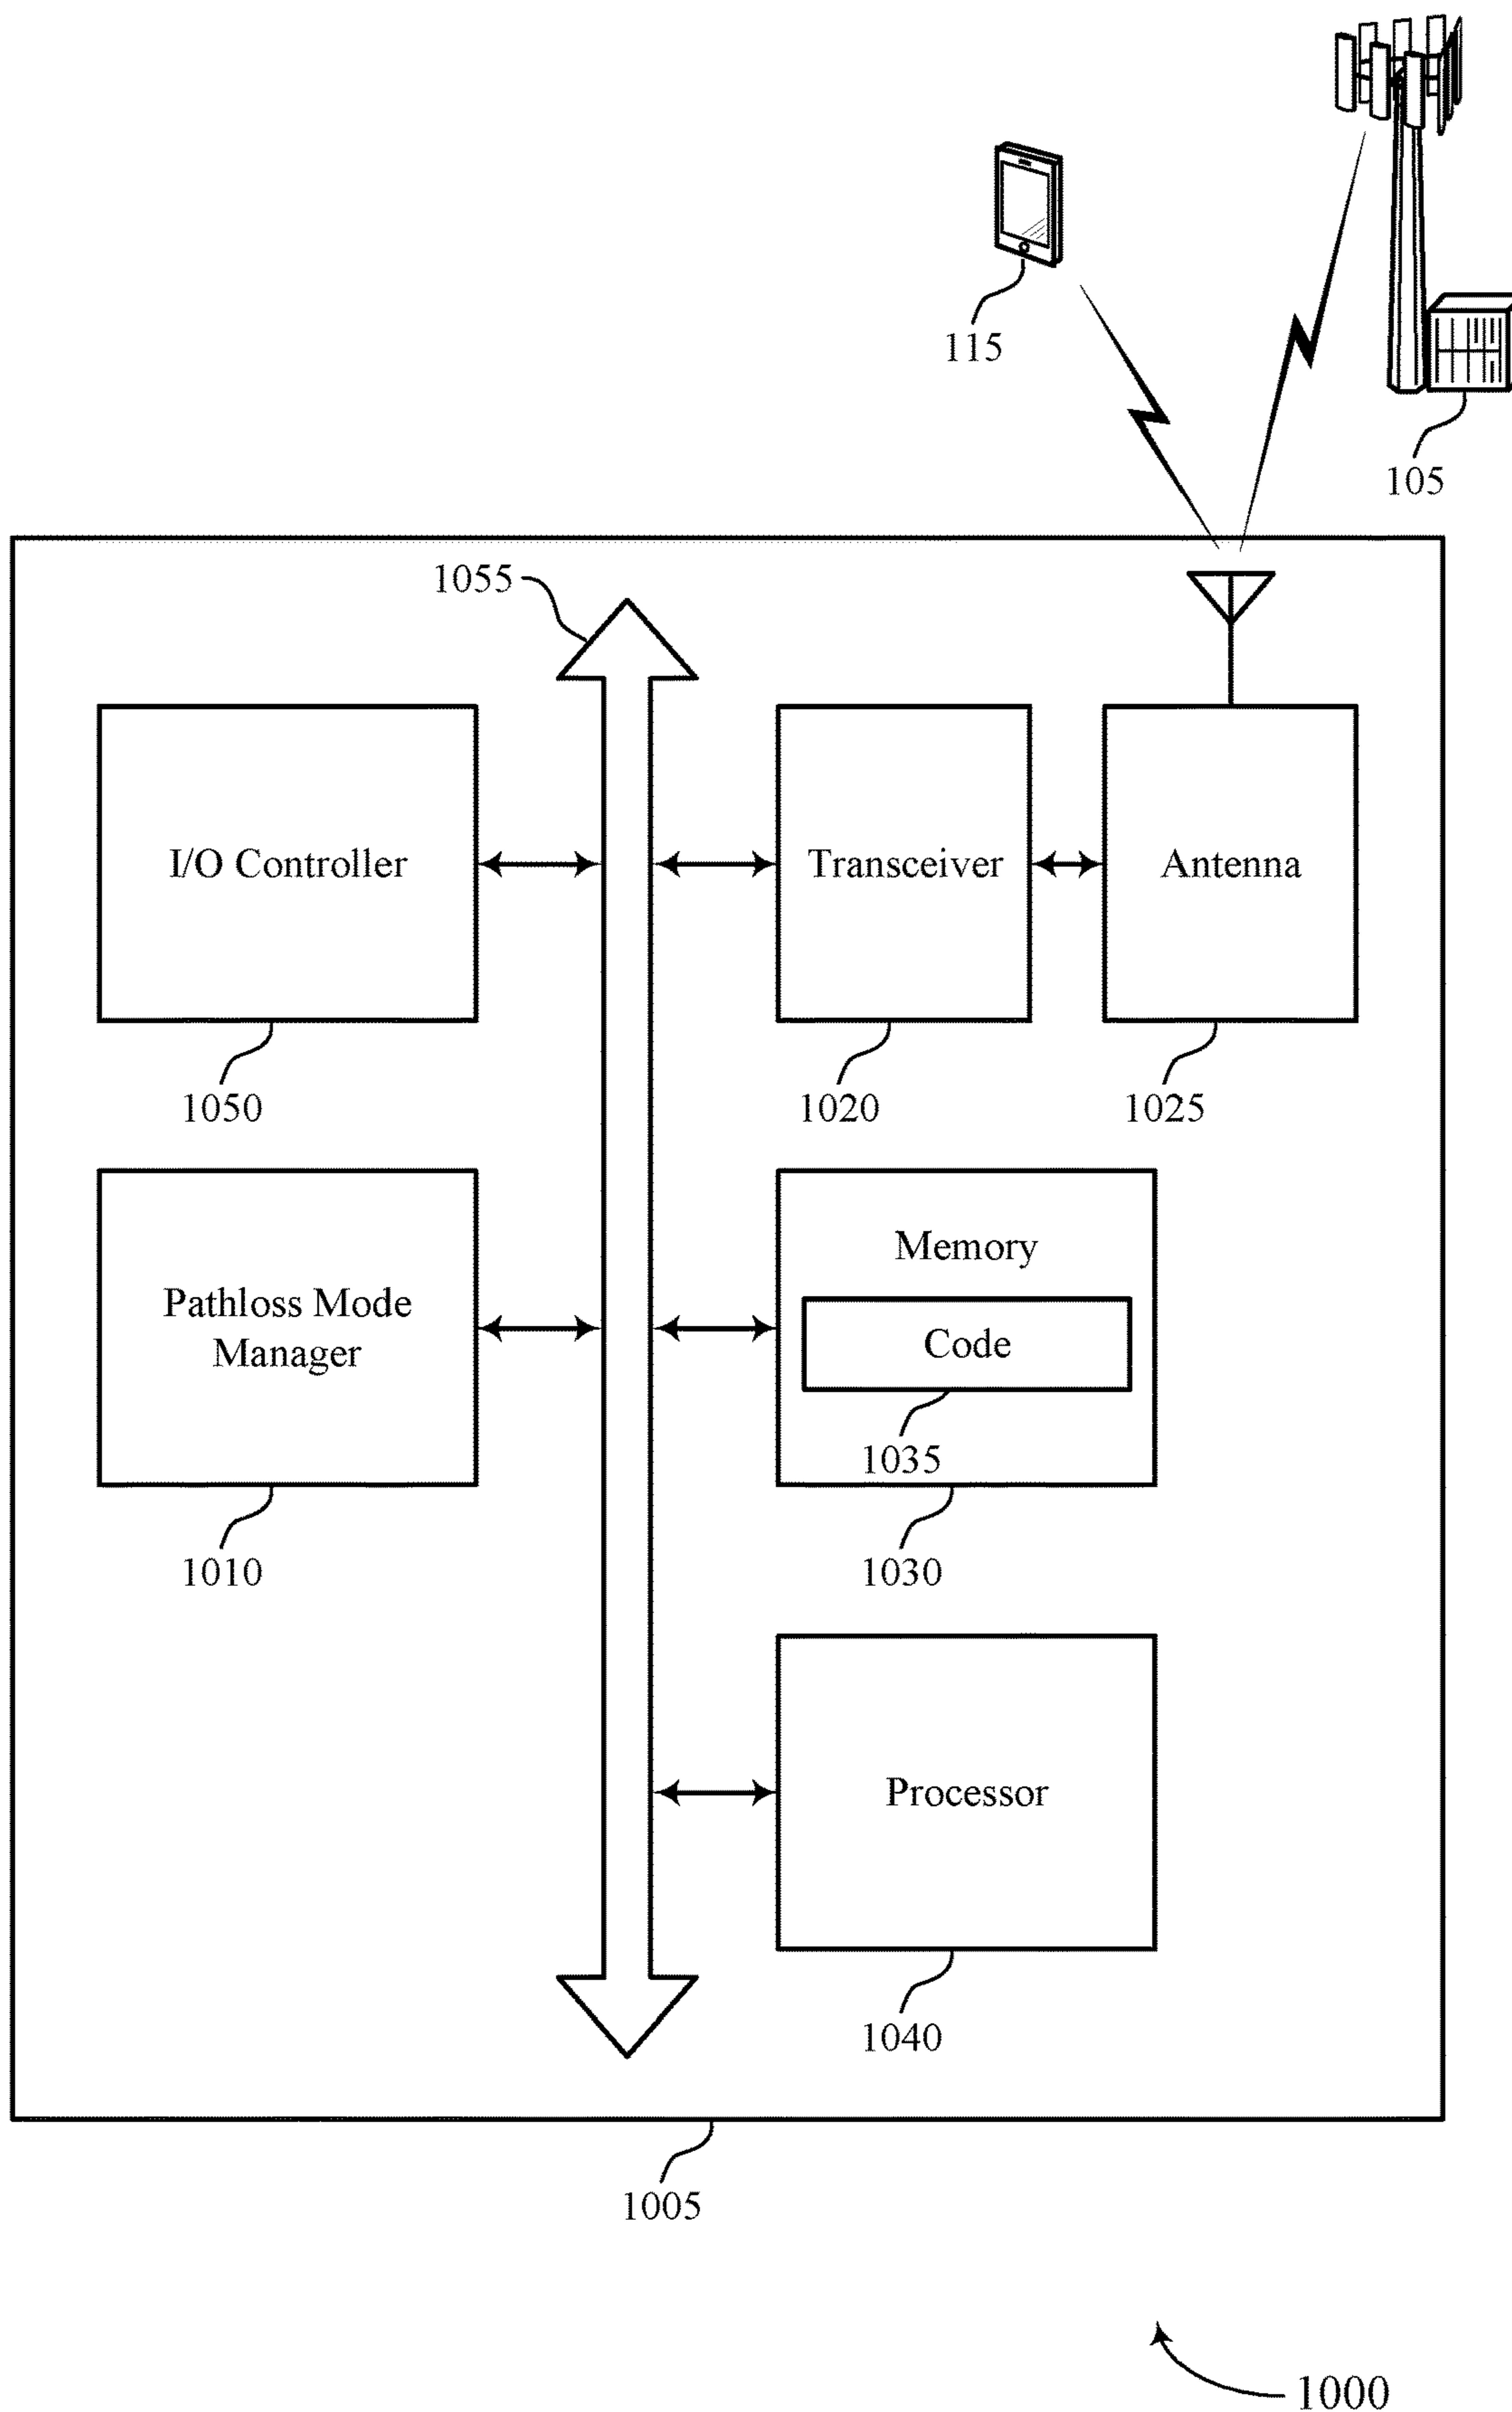 115
105
1055
I/O Controller
Transceiver
Antenna
1050
1020
1025
Pathloss Mode
Manager
Memory
Code
1035
1010
1030
Processor
1040
1005
1000